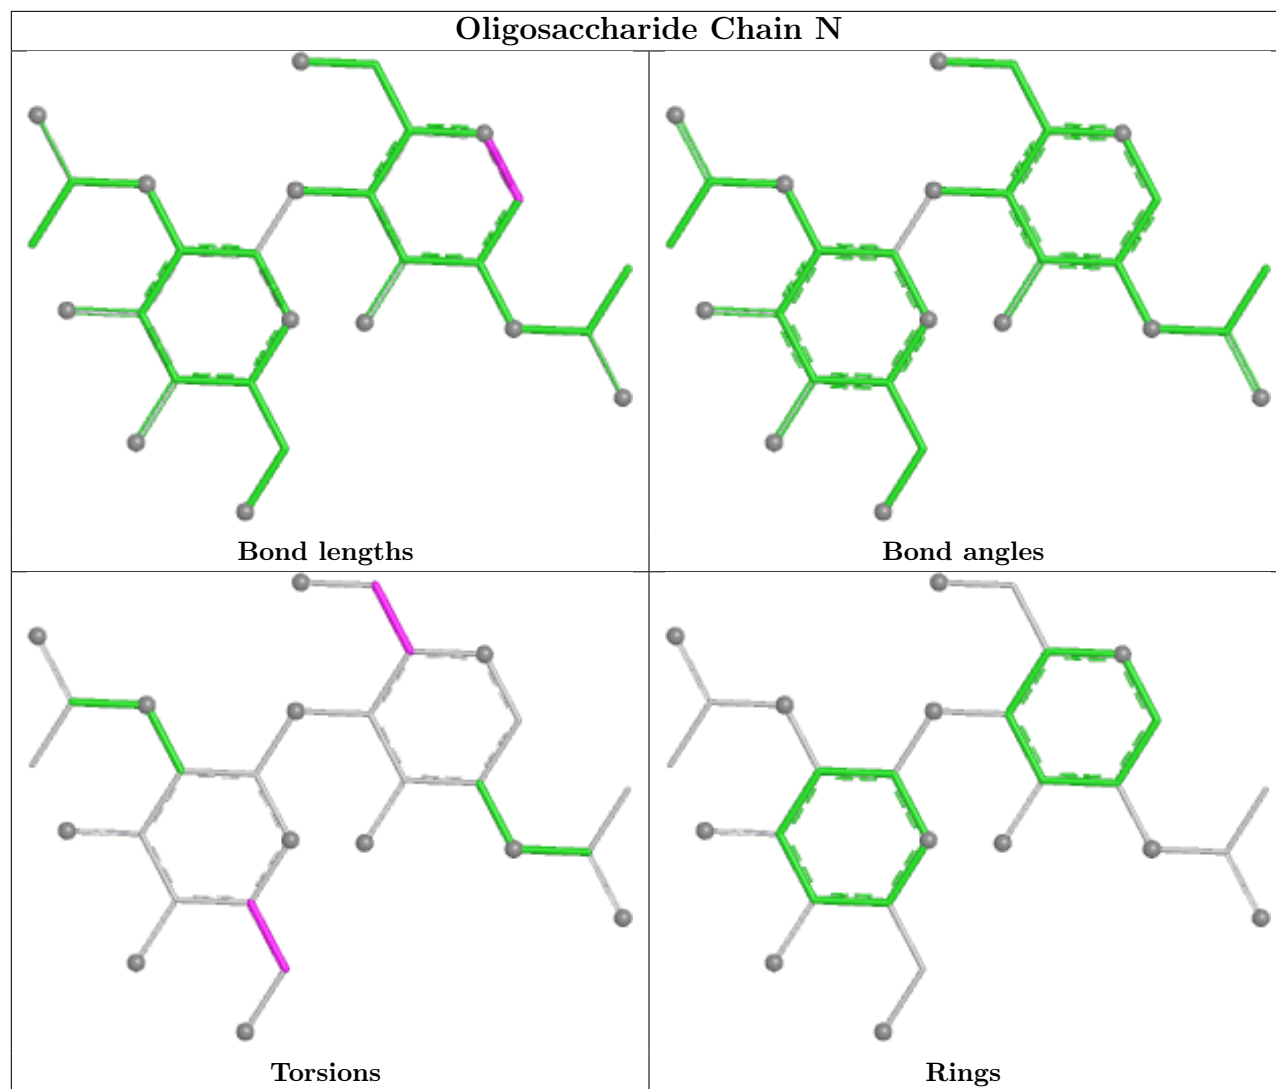 Oligosaccharide Chain N
Bond lengths
Bond angles
Torsions
Rings